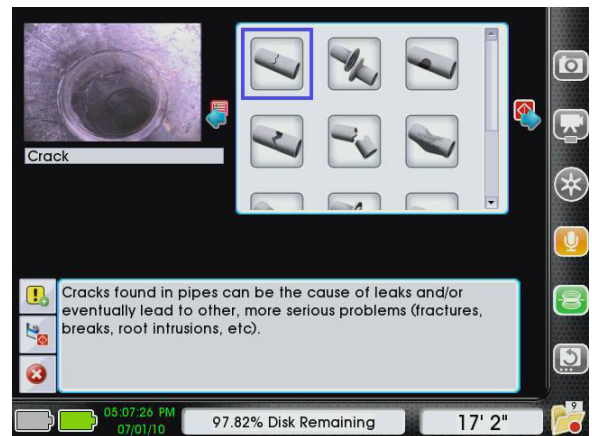 Crack
Cracks found in pipes can be the cause of leaks and/or
eventually lead to other, more serious problems (fractures,
breaks, root intrusions, etc).
05:07:26 PM
07/01/10
97.82% Disk Remaining
17' 2"
9